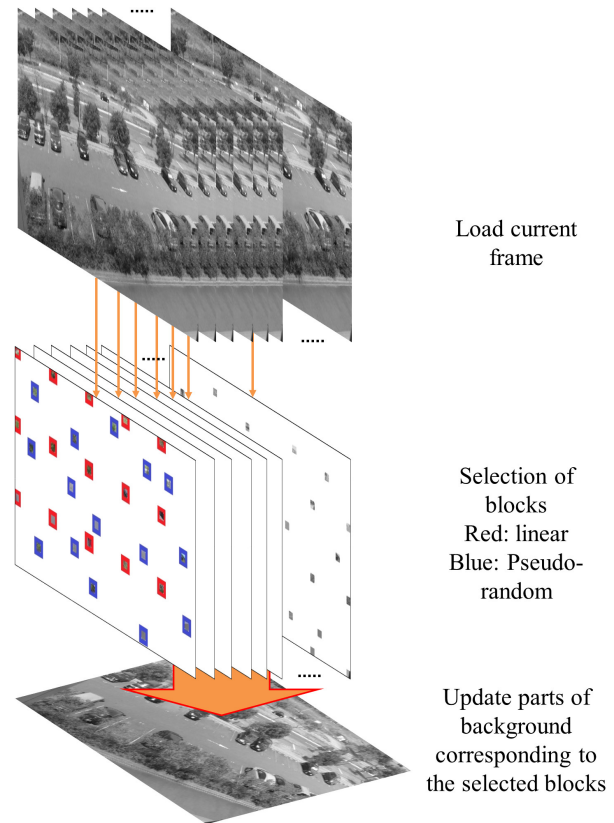 Load current
frame
Selection of
blocks
Red: linear
Blue: Pseudo-
random
Update parts of
background
corresponding to
the selected blocks